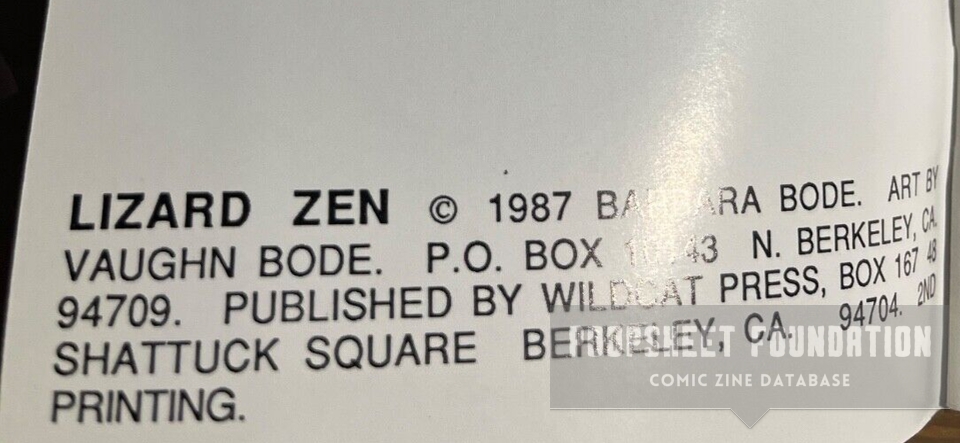 LIZARD ZEN © 1987 BARBARA BODE. ART BY
VAUGHN BODE. P.O. BOX N. BERKELEY, CA.
94709. PUBLISHED BY WILDCAT PRESS, BOX 167 48
SHATTUCK SQUARE BERKELEY, CA. 94704. 2ND
PRINTING.
FOUNDATION
COMIC ZINE DATABASE